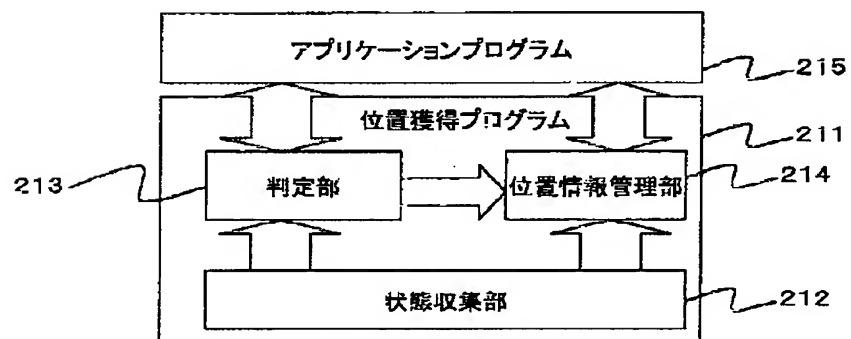 アプリケーションプログラム
215
位置獲得プログラム
211
213
判定部
位置情報管理部
214
状態収集部
212